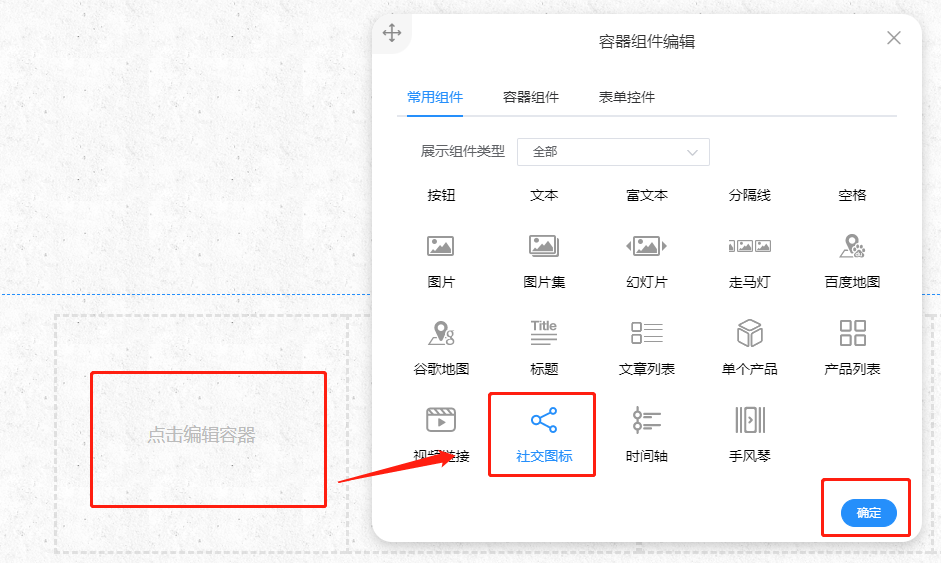 容器组件编辑
常用组件 容器组件 表单控件
展示组件类型 全部
按钮 文本 富文本 分隔线 空格
图片 图片集 幻灯片 走马灯 百度地图
Title
谷歌地图 标题 文章列表 单个产品 产品列表
点击编辑容器
视频链接 社交图标 时间轴 手风琴
确定